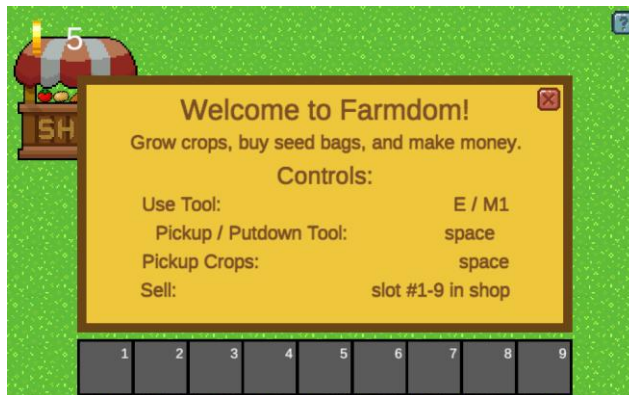 5
?
SH
Welcome to Farmdom!
Grow crops, buy seed bags, and make money.
Controls:
Use Tool: E / M1
Pickup / Putdown Tool: space
Pickup Crops: space
Sell: slot #1-9 in shop
1 2 3 4 5 6 7 8 9